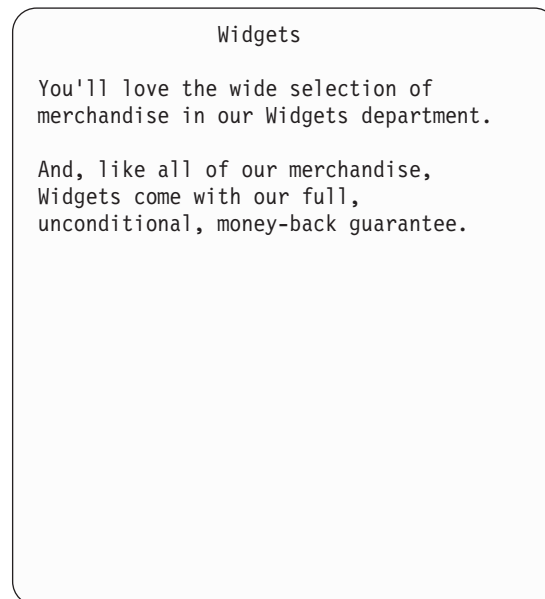 Widgets
You'll love the wide selection of
merchandise in our Widgets department.
And, like all of our merchandise,
Widgets come with our full,
unconditional, money-back guarantee.